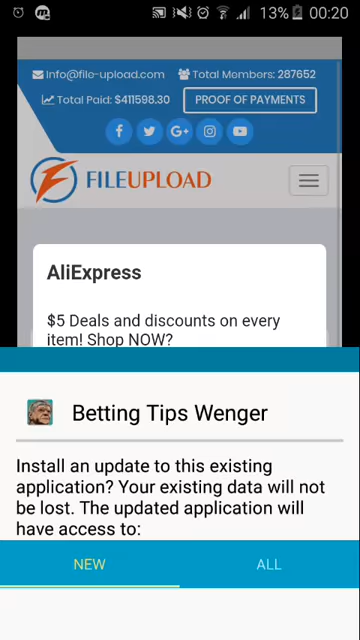 13% 00:20
Info@file-upload.com Total Members: 287652
Total Paid: $411598.30 PROOF OF PAYMENTS
f G+
FILEUPLOAD
AliExpress
$5 Deals and discounts on every
item! Shop NOW?
Betting Tips Wenger
Install an update to this existing
application? Your existing data will not
be lost. The updated application will
have access to:
NEW ALL